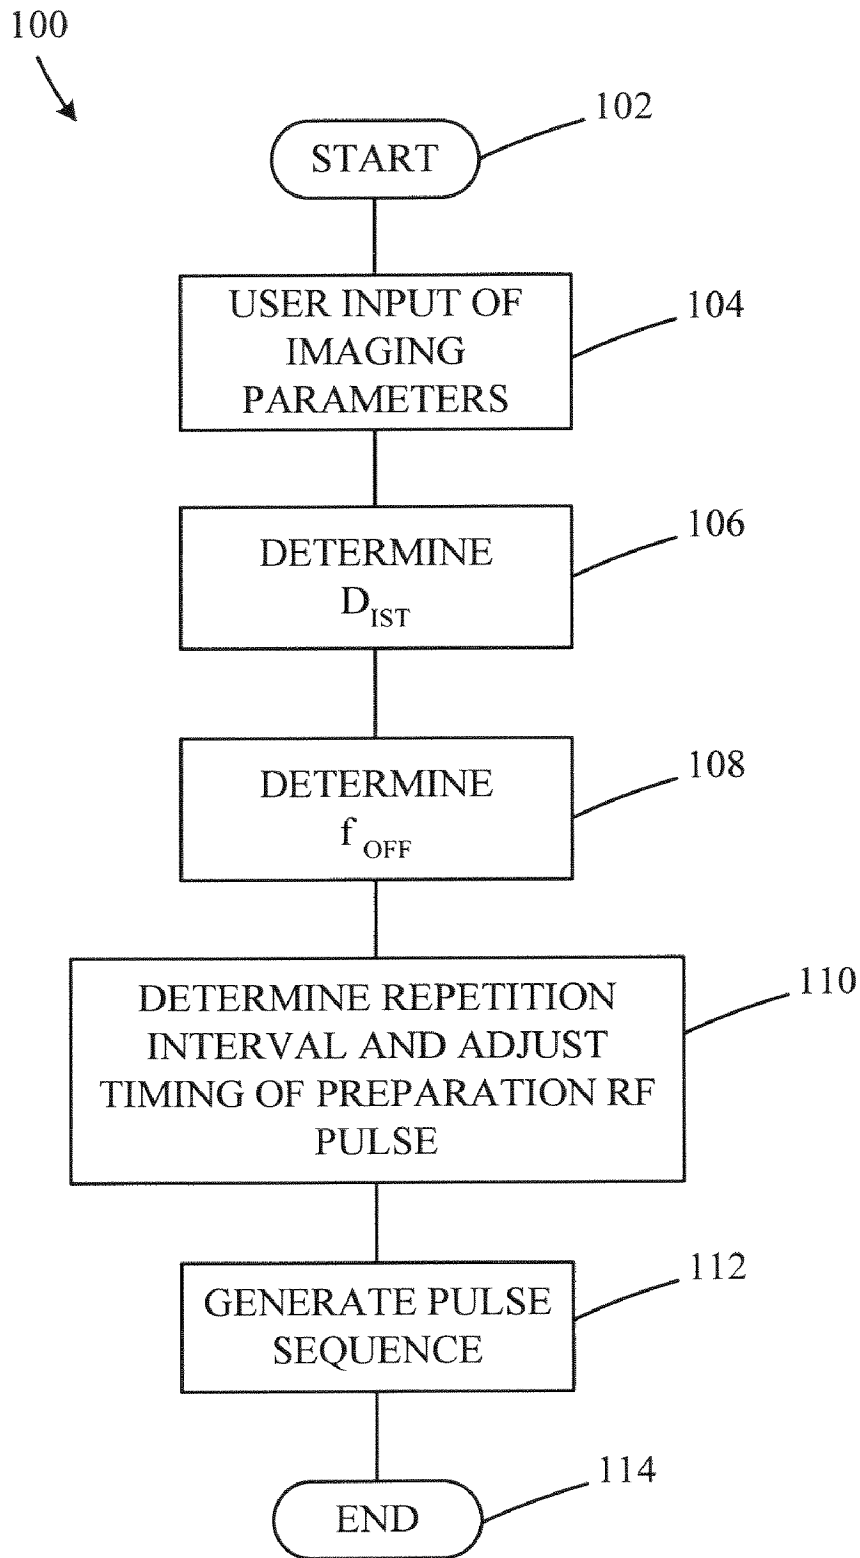 100
102
START
USER INPUT OF
IMAGING
PARAMETERS
104
DETERMINE
D_IST
106
DETERMINE
f_OFF
108
DETERMINE REPETITION
INTERVAL AND ADJUST
TIMING OF PREPARATION RF
PULSE
110
GENERATE PULSE
SEQUENCE
112
END
114